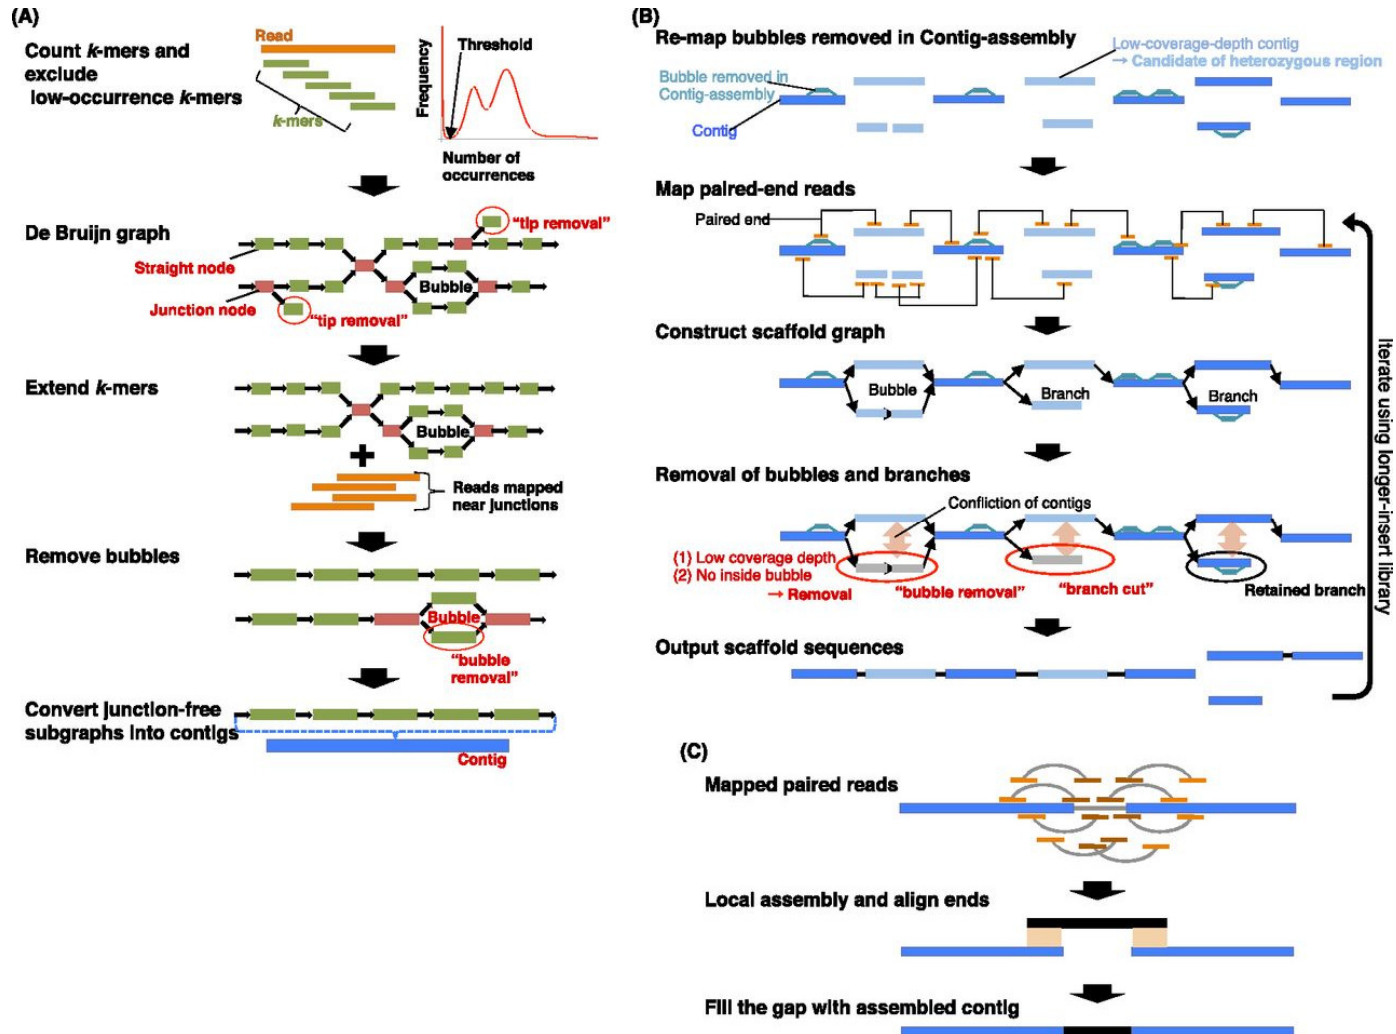 (A)
Count k-mers and
exclude
low-occurrence k-mers
Read
k-mers
Frequency
Threshold
Number of
occurrences
De Bruijn graph
"tip removal"
Straight node
Bubble
Junction node
"tip removal"
Extend k-mers
Bubble
Reads mapped
near junctions
Remove bubbles
Bubble
"bubble
removal"
Convert junction-free
subgraphs into contigs
Contig
(B)
Re-map bubbles removed in Contig-assembly
Low-coverage-depth contig
→ Candidate of heterozygous region
Bubble removed in
Contig-assembly
Contig
Map paired-end reads
Paired end
Construct scaffold graph
Bubble
Branch
Branch
Removal of bubbles and branches
Confliction of contigs
(1) Low coverage depth
(2) No inside bubble
→ Removal
"bubble removal"
"branch cut"
Retained branch
Output scaffold sequences
Iterate using longer-insert library
(C)
Mapped paired reads
Local assembly and align ends
Fill the gap with assembled contig